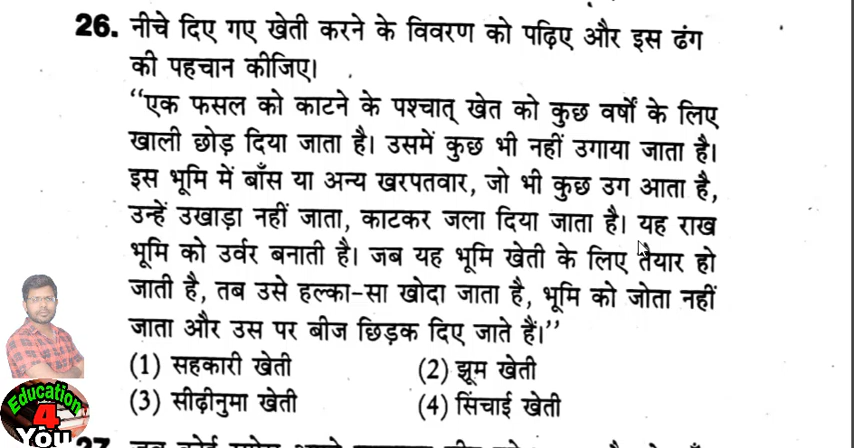 26. नीचे दिए गए खेती करने के विवरण को पढ़िए और इस ढंग
की पहचान कीजिए।
“एक फसल को काटने के पश्चात् खेत को कुछ वर्षों के लिए
खाली छोड़ दिया जाता है। उसमें कुछ भी नहीं उगाया जाता है।
इस भूमि में बाँस या अन्य खरपतवार, जो भी कुछ उग आता है,
उन्हें उखाड़ा नहीं जाता, काटकर जला दिया जाता है। यह राख
भूमि को उर्वर बनाती है। जब यह भूमि खेती के लिए तैयार हो
जाती है, तब उसे हल्का-सा खोदा जाता है, भूमि को जोता नहीं
जाता और उस पर बीज छिड़क दिए जाते हैं।”
(1) सहकारी खेती (2) झूम खेती
(3) सीढ़ीनुमा खेती (4) सिंचाई खेती
Education
4
You
27.